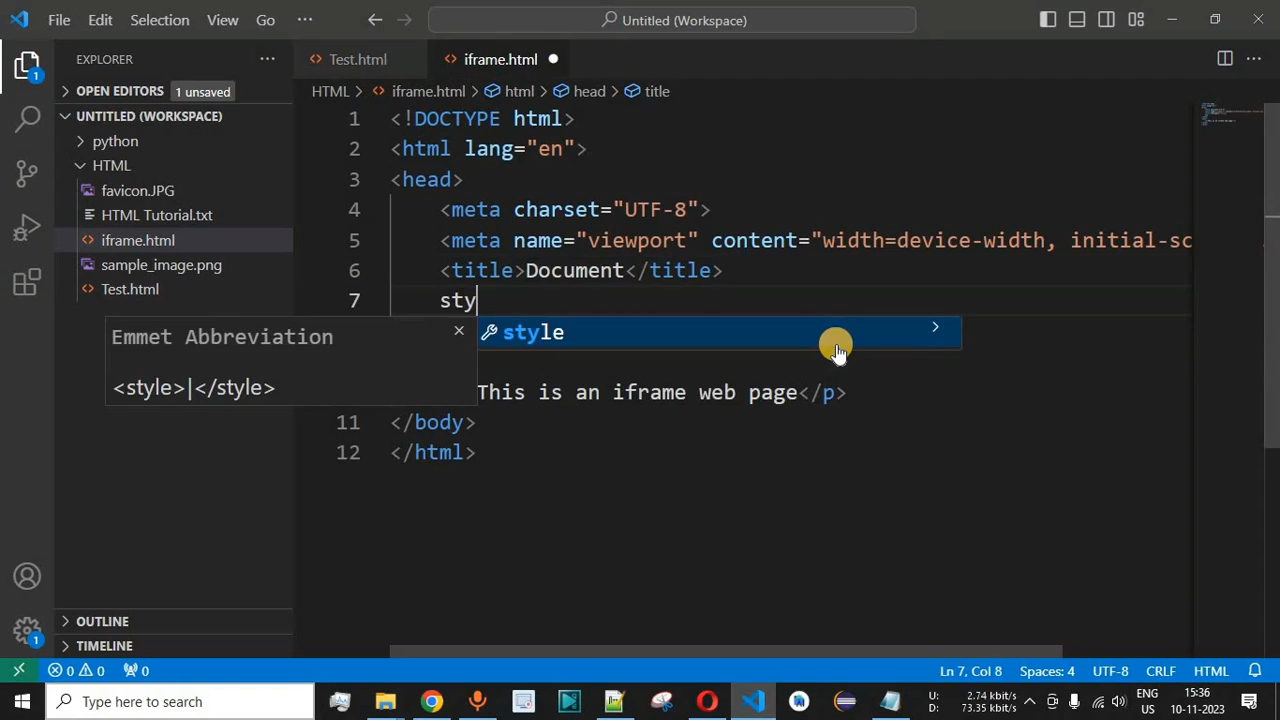 File Edit Selection View Go ··· Untitled (Workspace)
EXPLORER ···
Test.html
iframe.html
OPEN EDITORS 1 unsaved
HTML > iframe.html > html > head > title
UNTITLED (WORKSPACE)
python
HTML
favicon.JPG
HTML Tutorial.txt
iframe.html
sample_image.png
Test.html
1 <!DOCTYPE html>
2 <html lang="en">
3 <head>
4 <meta charset="UTF-8">
5 <meta name="viewport" content="width=device-width, initial-sc
6 <title>Document</title>
7 sty
style
Emmet Abbreviation ×
<style>|</style>
This is an iframe web page</p>
11 </body>
12 </html>
1
1
OUTLINE
TIMELINE
0 0 0 Ln 7, Col 8 Spaces: 4 UTF-8 CRLF HTML
Type here to search
U: 2.74 kbit/s
D: 73.35 kbit/s
ENG
US
15:36
10-11-2023
3